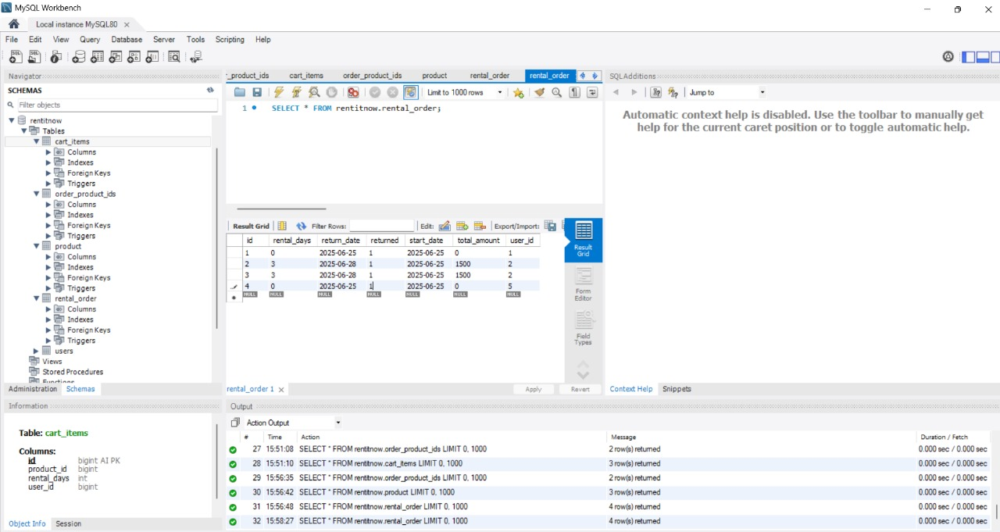 MySQL Workbench
Local instance MySQL80
File Edit View Query Database Server Tools Scripting Help
Navigator
SCHEMAS
Filter objects
rentitnow
Tables
cart_items
Columns
Indexes
Foreign Keys
Triggers
order_product_ids
Columns
Indexes
Foreign Keys
Triggers
product
Columns
Indexes
Foreign Keys
Triggers
rental_order
Columns
Indexes
Foreign Keys
Triggers
users
Views
Stored Procedures
Functions
Administration Schemas
Information
Table: cart_items
Columns:
id bigint AI PK
product_id bigint
rental_days int
user_id bigint
Object Info Session
_product_ids cart_items order_product_ids product rental_order rental_order
Limit to 1000 rows
1 SELECT * FROM rentitnow.rental_order;
Result Grid Filter Rows: Edit: Export/Import:
id rental_days return_date returned start_date total_amount user_id
1 0 2025-06-25 1 2025-06-25 0 1
2 3 2025-06-28 1 2025-06-25 1500 2
3 3 2025-06-28 1 2025-06-25 1500 2
4 0 2025-06-25 1 2025-06-25 0 5
NULL NULL NULL NULL NULL NULL NULL
Result
Grid
Form
Editor
Field
Types
rental_order 1 Apply Revert
SQLAdditions
Jump to
Automatic context help is disabled. Use the toolbar to manually get
help for the current caret position or to toggle automatic help.
Context Help Snippets
Output
Action Output
# Time Action Message Duration / Fetch
27 15:51:08 SELECT * FROM rentitnow.order_product_ids LIMIT 0, 1000 2 row(s) returned 0.000 sec / 0.000 sec
28 15:51:10 SELECT * FROM rentitnow.cart_items LIMIT 0, 1000 3 row(s) returned 0.000 sec / 0.000 sec
29 15:56:35 SELECT * FROM rentitnow.order_product_ids LIMIT 0, 1000 2 row(s) returned 0.000 sec / 0.000 sec
30 15:56:42 SELECT * FROM rentitnow.product LIMIT 0, 1000 3 row(s) returned 0.000 sec / 0.000 sec
31 15:56:48 SELECT * FROM rentitnow.rental_order LIMIT 0, 1000 4 row(s) returned 0.000 sec / 0.000 sec
32 15:58:27 SELECT * FROM rentitnow.rental_order LIMIT 0, 1000 4 row(s) returned 0.000 sec / 0.000 sec